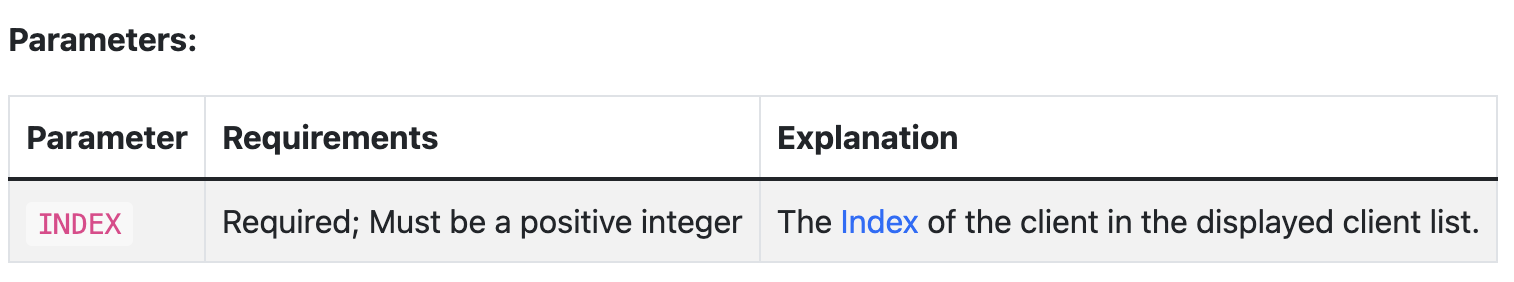 Parameters:
Parameter Requirements Explanation
INDEX Required; Must be a positive integer The Index of the client in the displayed client list.